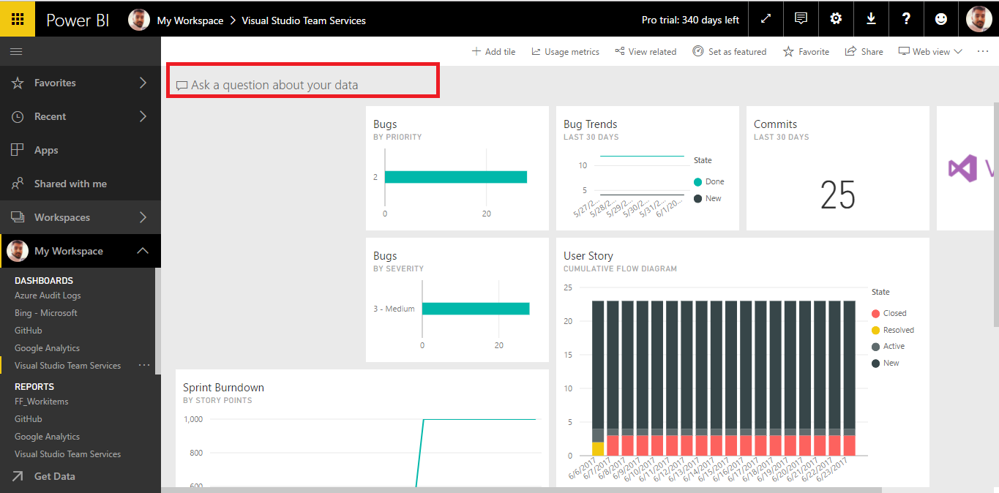 Power BI
My Workspace > Visual Studio Team Services
Pro trial: 340 days left
?
Add tile
Usage metrics
View related
Set as featured
Favorite
Share
Web view
Favorites
Recent
Apps
Shared with me
Workspaces
My Workspace
DASHBOARDS
Azure Audit Logs
Bing - Microsoft
GitHub
Google Analytics
Visual Studio Team Services
REPORTS
FF_Workitems
GitHub
Google Analytics
Visual Studio Team Services
Get Data
Ask a question about your data
Bugs
BY PRIORITY
2
0 20
Bug Trends
LAST 30 DAYS
10
5
5/27/2... 5/28/2... 5/29/2... 5/30/2... 5/31/2... 6/1/20...
State
Done
New
Commits
LAST 30 DAYS
25
Bugs
BY SEVERITY
3 - Medium
0 20
User Story
CUMULATIVE FLOW DIAGRAM
25
20
15
10
5
0
6/6/2017 6/7/2017 6/8/2017 6/9/2017 6/10/2017 6/11/2017 6/12/2017 6/13/2017 6/14/2017 6/15/2017 6/16/2017 6/17/2017 6/18/2017 6/19/2017 6/20/2017 6/21/2017 6/22/2017 6/23/2017
State
Closed
Resolved
Active
New
Sprint Burndown
BY STORY POINTS
1,000
800
600